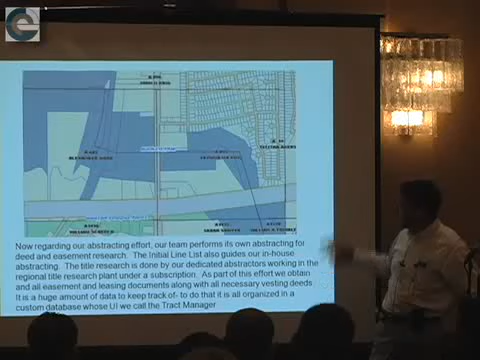 Now regarding our abstracting effort, our team performs its own abstracting for
deed and easement research. The Initial Line List also guides our in-house
abstracting. The title research is done by our dedicated abstractors working in the
regional title research plant under a subscription. As part of this effort we obtain
and all easement and leasing documents along with all necessary vesting deeds
It is a huge amount of data to keep track of- to do that it is all organized in a
custom database whose UI we call the Tract Manager